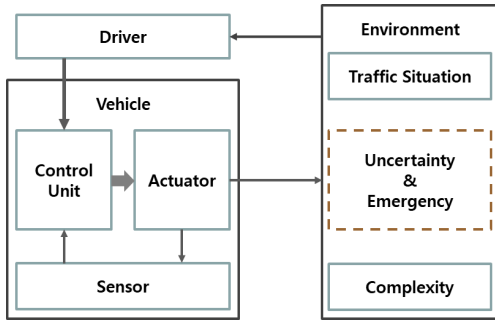 Driver
Environment
Traffic Situation
Vehicle
Control
Unit
Actuator
Uncertainty
&
Emergency
Sensor
Complexity